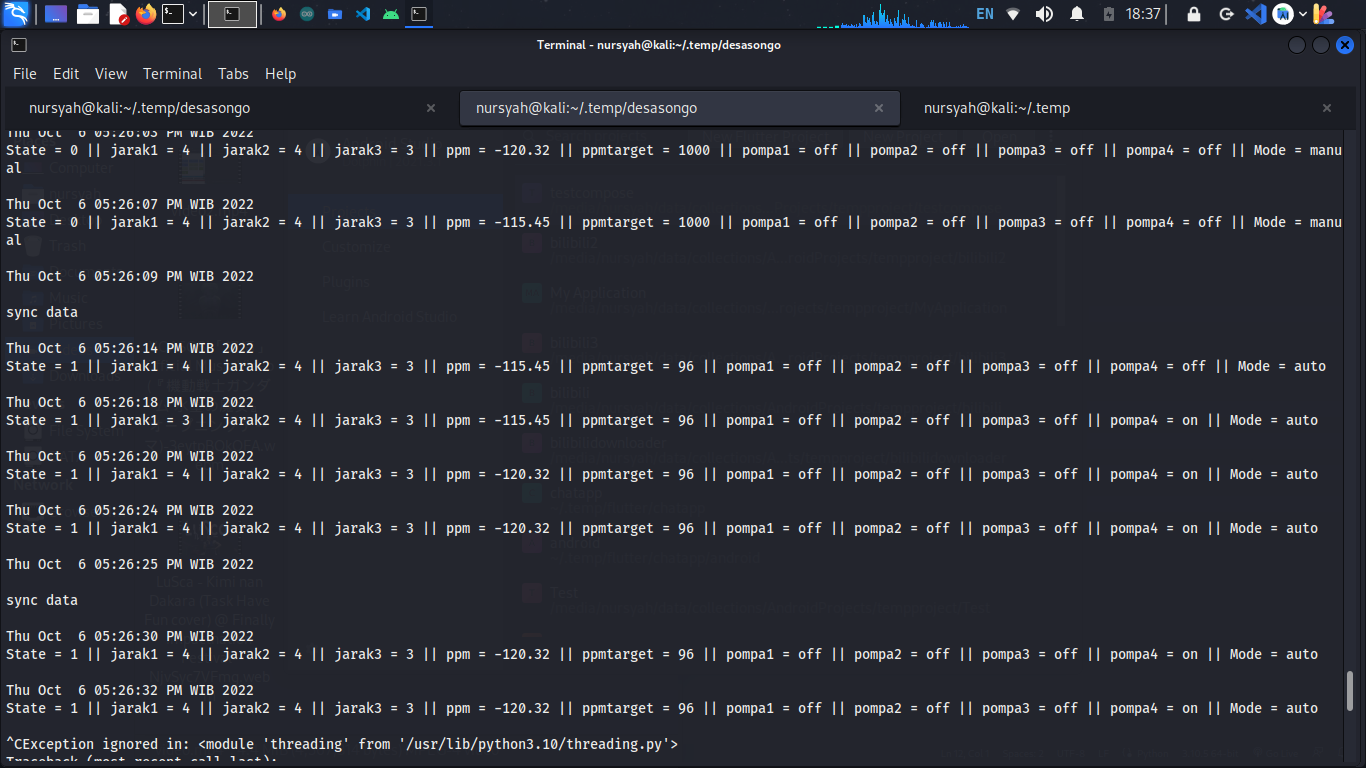 EN 18:37
Terminal - nursyah@kali:~/.temp/desasongo
File Edit View Terminal Tabs Help
nursyah@kali:~/.temp/desasongo nursyah@kali:~/.temp/desasongo nursyah@kali:~/.temp
Thu Oct  6 05:26:03 PM WIB 2022
State = 0 || jarak1 = 4 || jarak2 = 4 || jarak3 = 3 || ppm = -120.32 || ppmtarget = 1000 || pompa1 = off || pompa2 = off || pompa3 = off || pompa4 = off || Mode = manu
al
Thu Oct  6 05:26:07 PM WIB 2022
State = 0 || jarak1 = 4 || jarak2 = 4 || jarak3 = 3 || ppm = -115.45 || ppmtarget = 1000 || pompa1 = off || pompa2 = off || pompa3 = off || pompa4 = off || Mode = manu
al
Thu Oct  6 05:26:09 PM WIB 2022
sync data
Thu Oct  6 05:26:14 PM WIB 2022
State = 1 || jarak1 = 4 || jarak2 = 4 || jarak3 = 3 || ppm = -115.45 || ppmtarget = 96 || pompa1 = off || pompa2 = off || pompa3 = off || pompa4 = off || Mode = auto
Thu Oct  6 05:26:18 PM WIB 2022
State = 1 || jarak1 = 3 || jarak2 = 4 || jarak3 = 3 || ppm = -115.45 || ppmtarget = 96 || pompa1 = off || pompa2 = off || pompa3 = off || pompa4 = on || Mode = auto
Thu Oct  6 05:26:20 PM WIB 2022
State = 1 || jarak1 = 4 || jarak2 = 4 || jarak3 = 3 || ppm = -120.32 || ppmtarget = 96 || pompa1 = off || pompa2 = off || pompa3 = off || pompa4 = on || Mode = auto
Thu Oct  6 05:26:24 PM WIB 2022
State = 1 || jarak1 = 4 || jarak2 = 4 || jarak3 = 3 || ppm = -120.32 || ppmtarget = 96 || pompa1 = off || pompa2 = off || pompa3 = off || pompa4 = on || Mode = auto
Thu Oct  6 05:26:25 PM WIB 2022
sync data
Thu Oct  6 05:26:30 PM WIB 2022
State = 1 || jarak1 = 4 || jarak2 = 4 || jarak3 = 3 || ppm = -120.32 || ppmtarget = 96 || pompa1 = off || pompa2 = off || pompa3 = off || pompa4 = on || Mode = auto
Thu Oct  6 05:26:32 PM WIB 2022
State = 1 || jarak1 = 4 || jarak2 = 4 || jarak3 = 3 || ppm = -120.32 || ppmtarget = 96 || pompa1 = off || pompa2 = off || pompa3 = off || pompa4 = on || Mode = auto
^CException ignored in: <module 'threading' from '/usr/lib/python3.10/threading.py'>
Traceback (most recent call last):